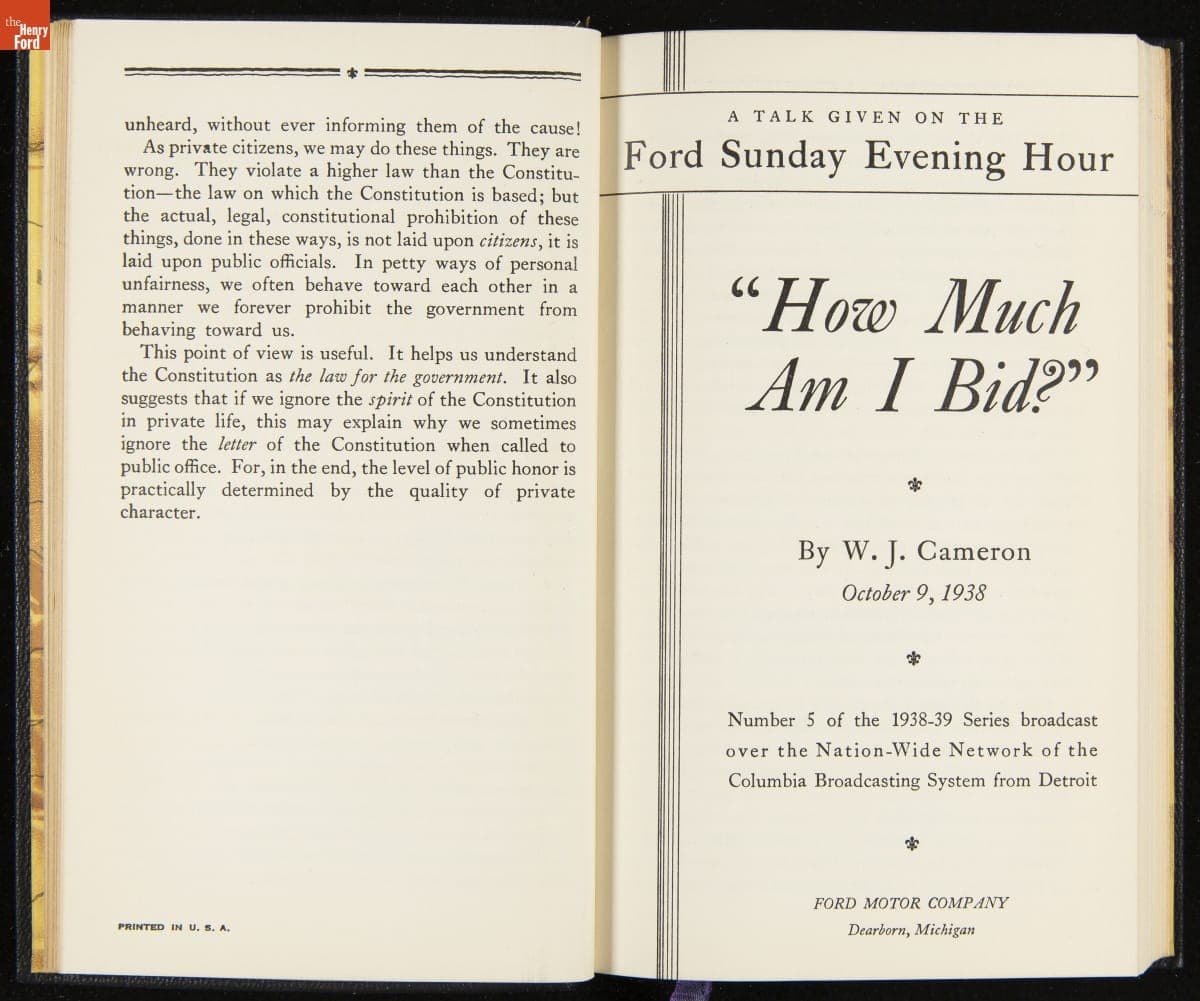 the
Henry
Ford
unheard, without ever informing them of the cause!
As private citizens, we may do these things. They are
wrong. They violate a higher law than the Constitu-
tion—the law on which the Constitution is based; but
the actual, legal, constitutional prohibition of these
things, done in these ways, is not laid upon citizens, it is
laid upon public officials. In petty ways of personal
unfairness, we often behave toward each other in a
manner we forever prohibit the government from
behaving toward us.
This point of view is useful. It helps us understand
the Constitution as the law for the government. It also
suggests that if we ignore the spirit of the Constitution
in private life, this may explain why we sometimes
ignore the letter of the Constitution when called to
public office. For, in the end, the level of public honor is
practically determined by the quality of private
character.
PRINTED IN U. S. A.
A TALK GIVEN ON THE
Ford Sunday Evening Hour
“How Much
Am I Bid?”
By W. J. Cameron
October 9, 1938
Number 5 of the 1938-39 Series broadcast
over the Nation-Wide Network of the
Columbia Broadcasting System from Detroit
FORD MOTOR COMPANY
Dearborn, Michigan